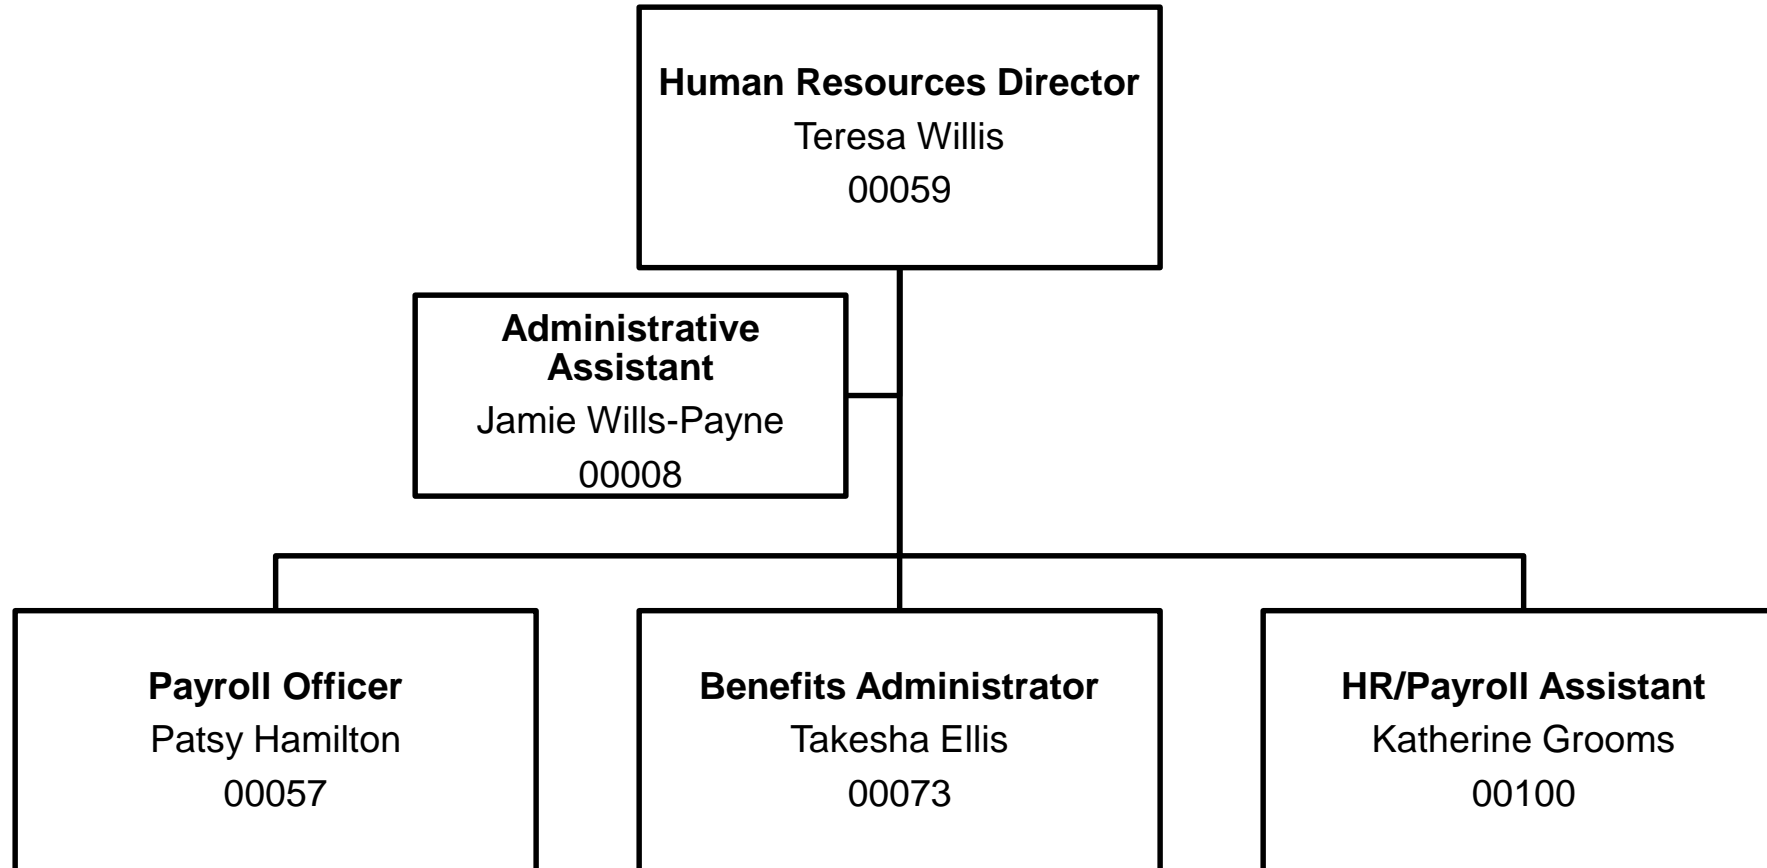 Human Resources Director
Teresa Willis
00059
Administrative
Assistant
Jamie Wills-Payne
00008
Payroll Officer
Patsy Hamilton
00057
Benefits Administrator
Takesha Ellis
00073
HR/Payroll Assistant
Katherine Grooms
00100